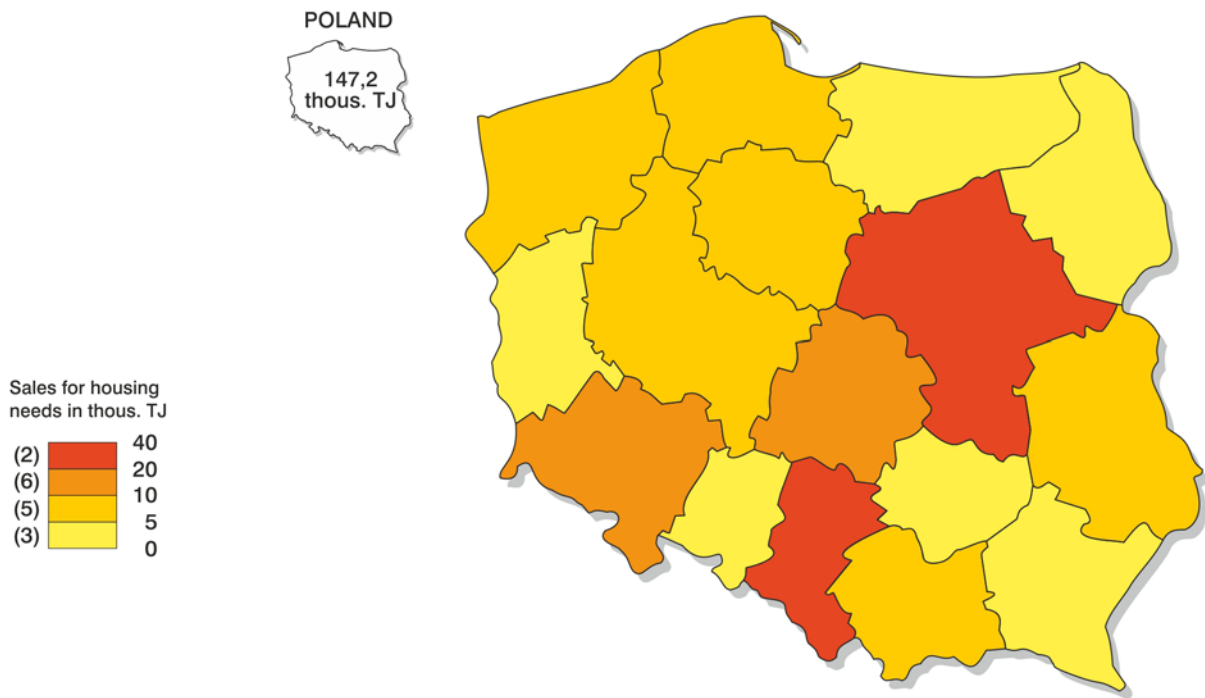 POLAND
147,2
thous. TJ
Sales for housing
needs in thous. TJ
40
(2)
20
(6)
10
(5)
5
(3)
0